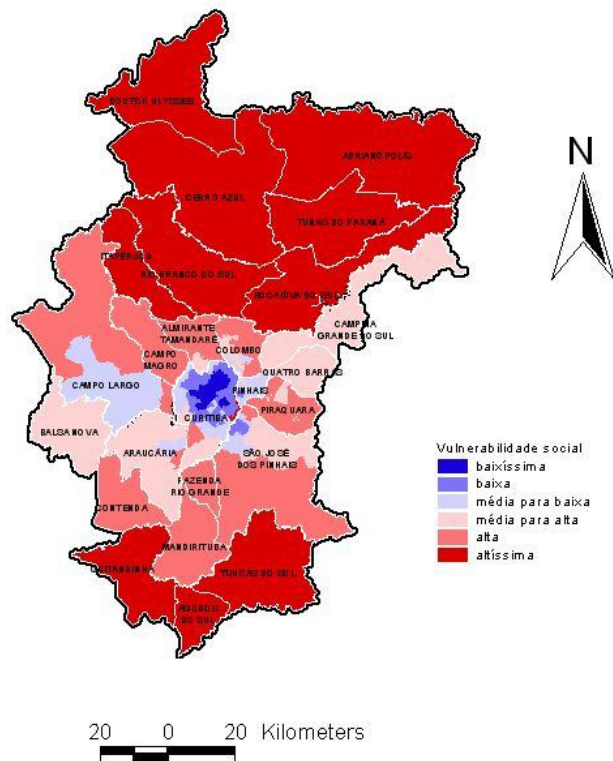 DOUTOR ULYSSES
N
ADRIANOPOLIS
CERRO AZUL
TUNAS DO PARANÁ
ITAPERUÇU
RIO BRANCO DO SUL
BOCAIÚVA DO SUL
CAMPINA
GRANDE DO SUL
ALMIRANTE
TAMANDARÉ
COLOMBO
CAMPO
MAGRO
QUATRO BARRAS
CAMPO LARGO
PINHAIS
PIRAQUARA
CURITIBA
BALSA NOVA
ARAUCÁRIA
SÃO JOSÉ
DOS PINHAIS
FAZENDA
RIO GRANDE
CONTENDA
MANDIRITUBA
QUITANDINHA
TIJUCAS DO SUL
AGUDOS
DO SUL
Vulnerabilidade social
baixíssima
baixa
média para baixa
média para alta
alta
altíssima
20 0 20 Kilometers